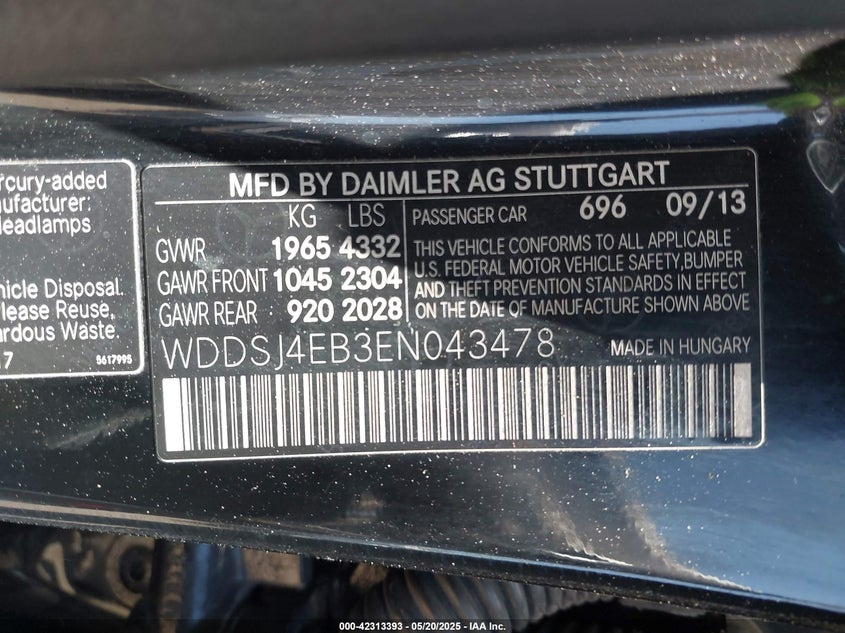 rcury-added
nufacturer:
eadlamps
hicle Disposal.
lease Reuse,
ardous Waste.
7
5617995
MFD BY DAIMLER AG STUTTGART
KG LBS
GVWR 1965 4332
GAWR FRONT 1045 2304
GAWR REAR 920 2028
PASSENGER CAR 696 09/13
THIS VEHICLE CONFORMS TO ALL APPLICABLE
U.S. FEDERAL MOTOR VEHICLE SAFETY,BUMPER
AND THEFT PREVENTION STANDARDS IN EFFECT
ON THE DATE OF MANUFACTURE SHOWN ABOVE
WDDSJ4EB3EN043478
MADE IN HUNGARY
000-42313393 - 05/20/2025 - IAA Inc.